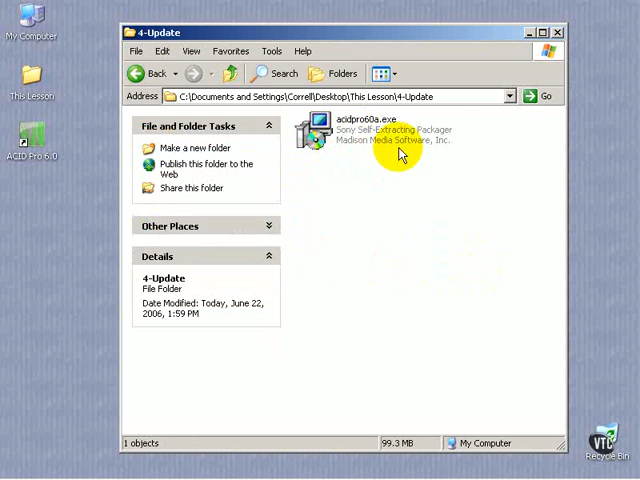 My Computer
This Lesson
ACID Pro 6.0
4-Update
File Edit View Favorites Tools Help
Back Search Folders
Address C:\Documents and Settings\Correll\Desktop\This Lesson\4-Update Go
File and Folder Tasks
Make a new folder
Publish this folder to the
Web
Share this folder
Other Places
Details
4-Update
File Folder
Date Modified: Today, June 22,
2006, 1:59 PM
acidpro60a.exe
Sony Self-Extracting Packager
Madison Media Software, Inc.
1 objects 99.3 MB My Computer
VTC
Recycle Bin